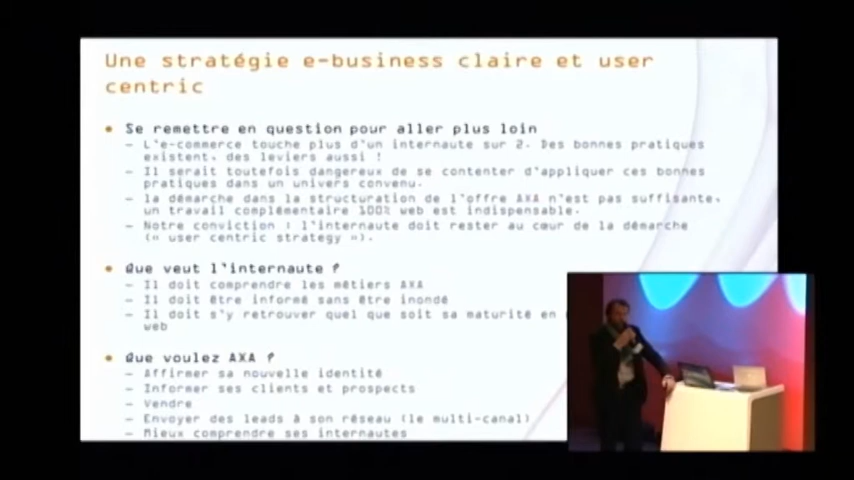 Une stratégie e-business claire et user
centric
• Se remettre en question pour aller plus loin
– L'e-commerce touche plus d'un internaute sur 2. Des bonnes pratiques
existent, des leviers aussi !
– Il serait toutefois dangereux de se contenter d'appliquer ces bonnes
pratiques dans un univers convenu.
– la démarche dans la structuration de l'offre AXA n'est pas suffisante,
un travail complémentaire 100% web est indispensable.
– Notre conviction : l'internaute doit rester au cœur de la démarche
(« user centric strategy »).
• Que veut l'internaute ?
– Il doit comprendre les métiers AXA
– Il doit être informé sans être inondé
– Il doit s'y retrouver quel que soit sa maturité en
web
• Que voulez AXA ?
– Affirmer sa nouvelle identité
– Informer ses clients et prospects
– Vendre
– Envoyer des leads à son réseau (le multi-canal)
– Mieux comprendre ses internautes